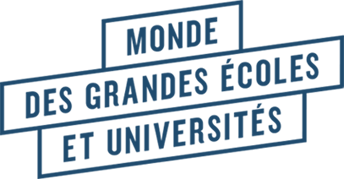 MONDE
DES GRANDES ÉCOLES
ET UNIVERSITÉS